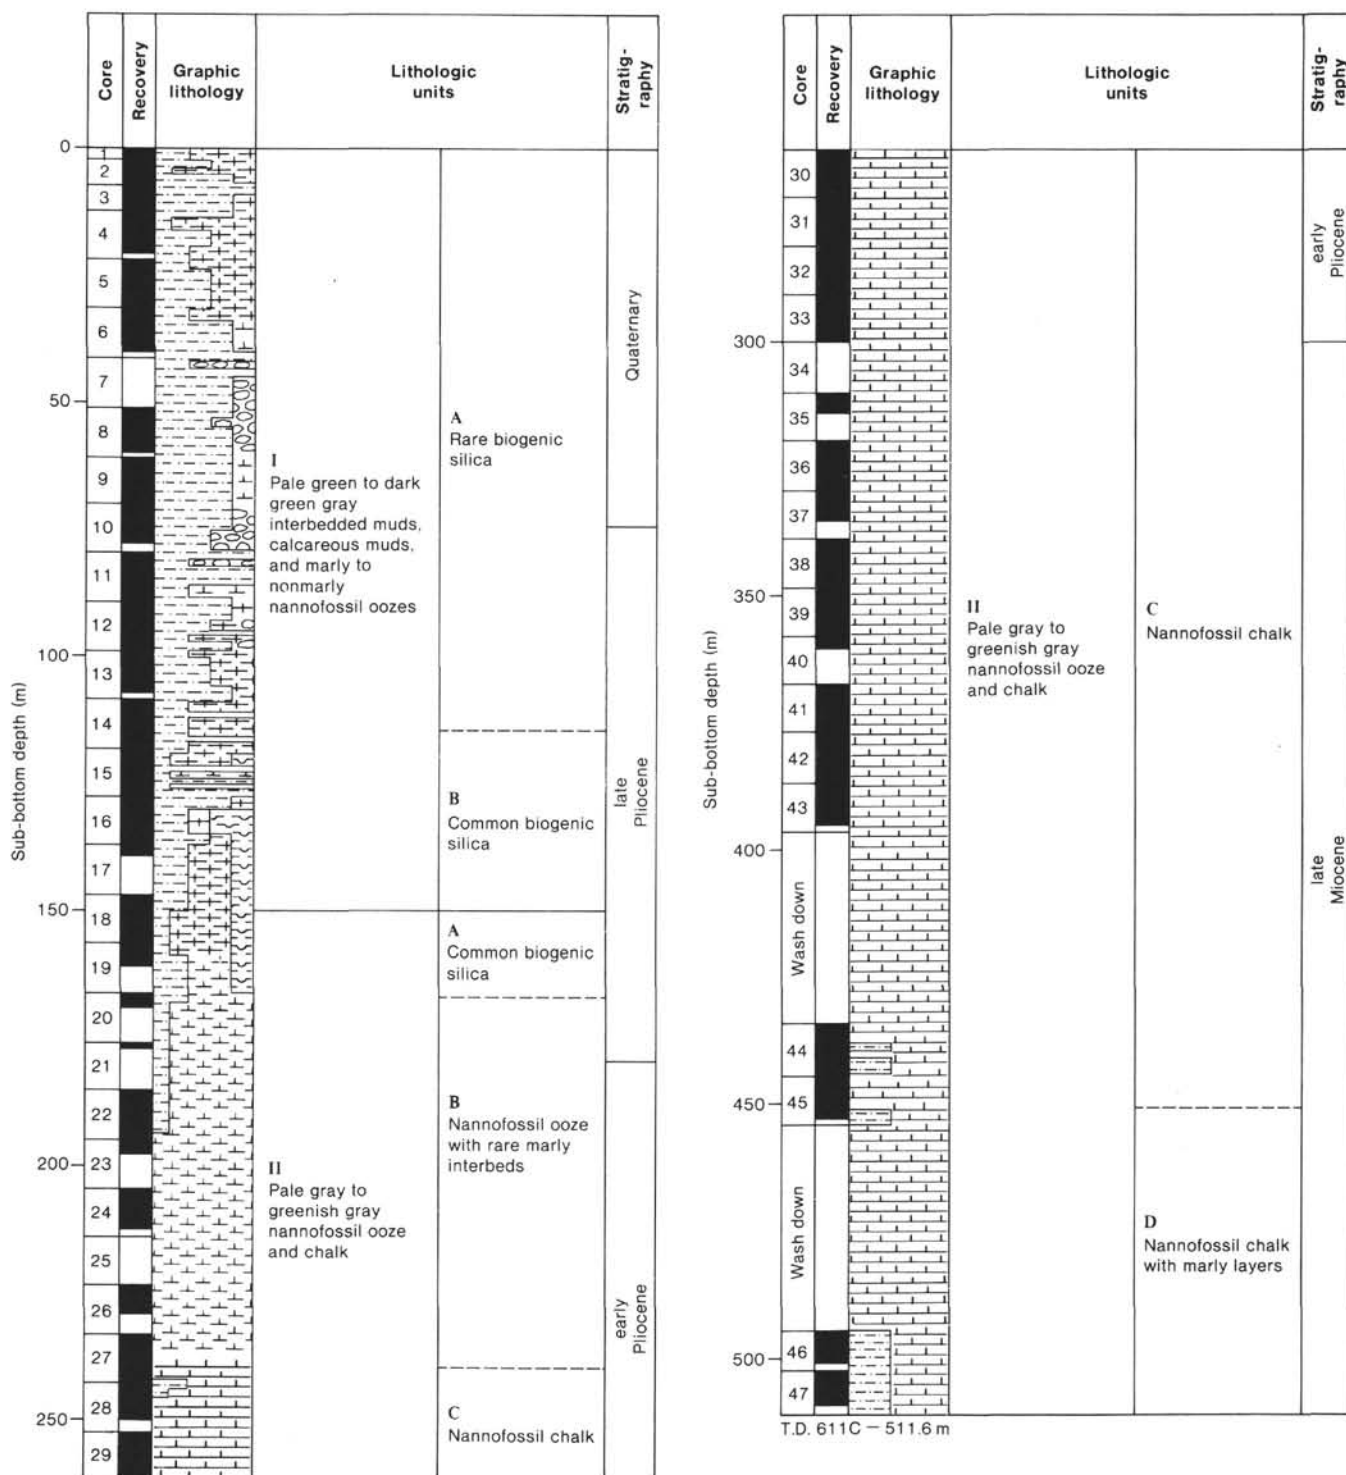 Core
Recovery
Graphic
lithology
Lithologic
units
Stratig-
raphy
Sub-bottom depth (m)
0
50
100
150
200
250
1
2
3
4
5
6
7
8
9
10
11
12
13
14
15
16
17
18
19
20
21
22
23
24
25
26
27
28
29
I
Pale green to dark
green gray
interbedded muds,
calcareous muds,
and marly to
nonmarly
nannofossil oozes
II
Pale gray to
greenish gray
nannofossil ooze
and chalk
A
Rare biogenic
silica
B
Common biogenic
silica
A
Common biogenic
silica
B
Nannofossil ooze
with rare marly
interbeds
C
Nannofossil chalk
Quaternary
late
Pliocene
early
Pliocene
Core
Recovery
Graphic
lithology
Lithologic
units
Stratig-
raphy
Sub-bottom depth (m)
300
350
400
450
500
30
31
32
33
34
35
36
37
38
39
40
41
42
43
Wash down
44
45
Wash down
46
47
II
Pale gray to
greenish gray
nannofossil ooze
and chalk
C
Nannofossil chalk
D
Nannofossil chalk
with marly layers
early
Pliocene
late
Miocene
T.D. 611C — 511.6 m